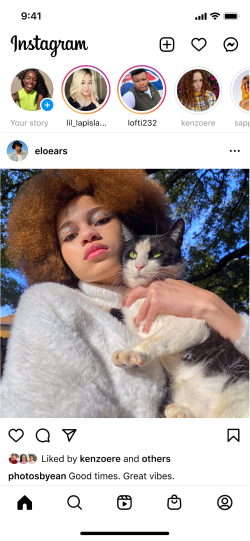 9:41
Instagram
Your story
lil_lapisla...
lofti232
kenzoere
sapp
eloears
Liked by kenzoere and others
photosbyean Good times. Great vibes.